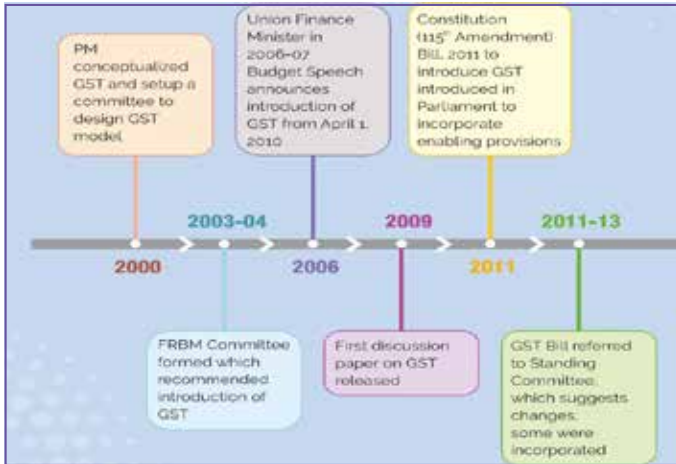 PM
conceptualized
GST and setup a
committee to
design GST
model
Union Finance
Minister in
2006-07
Budget Speech
announces
introduction of
GST from April 1,
2010
Constitution
(115th Amendment)
Bill, 2011 to
introduce GST
introduced in
Parliament to
incorporate
enabling provisions
2003-04
2009
2011-13
2000
2006
2011
FRBM Committee
formed which
recommended
introduction of
GST
First discussion
paper on GST
released
GST Bill referred
to Standing
Committee,
which suggests
changes,
some were
incorporated